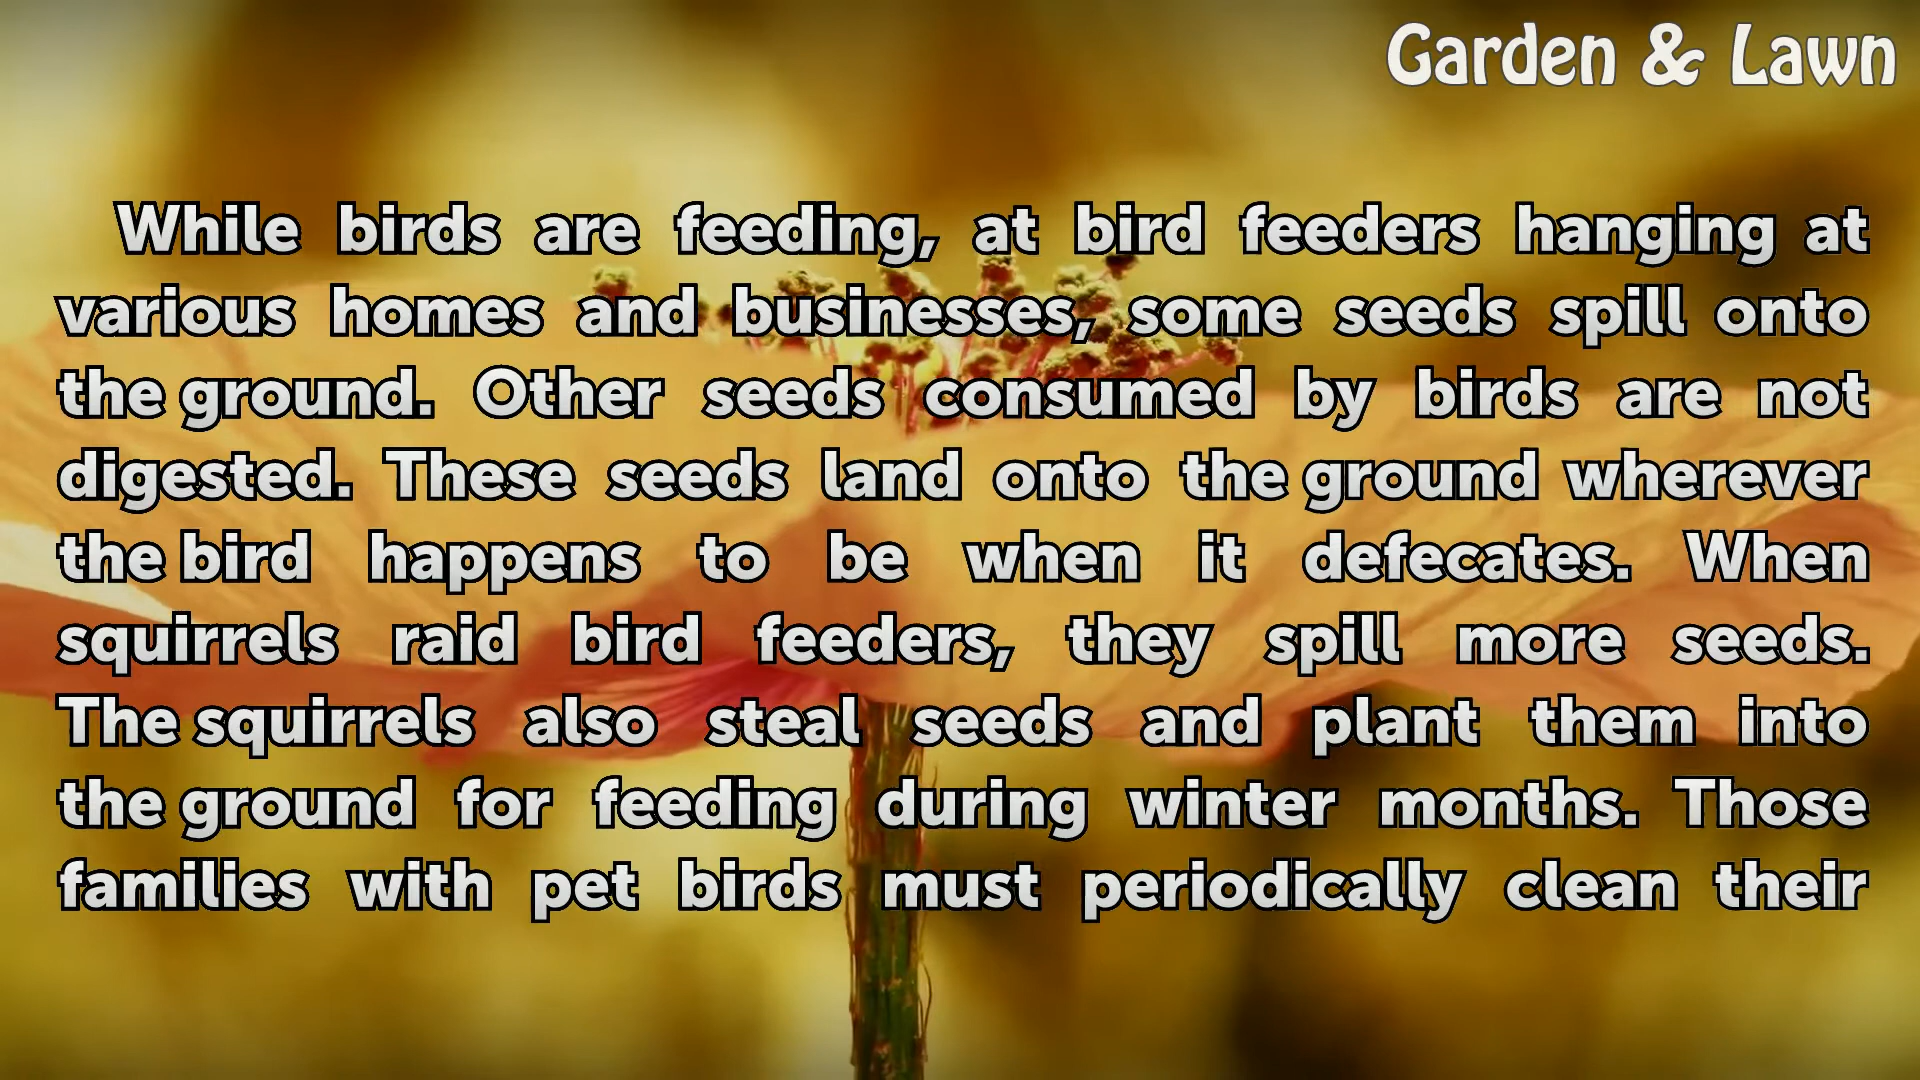 Garden & Lawn
While birds are feeding, at bird feeders hanging at
various homes and businesses, some seeds spill onto
the ground. Other seeds consumed by birds are not
digested. These seeds land onto the ground wherever
the bird happens to be when it defecates. When
squirrels raid bird feeders, they spill more seeds.
The squirrels also steal seeds and plant them into
the ground for feeding during winter months. Those
families with pet birds must periodically clean their